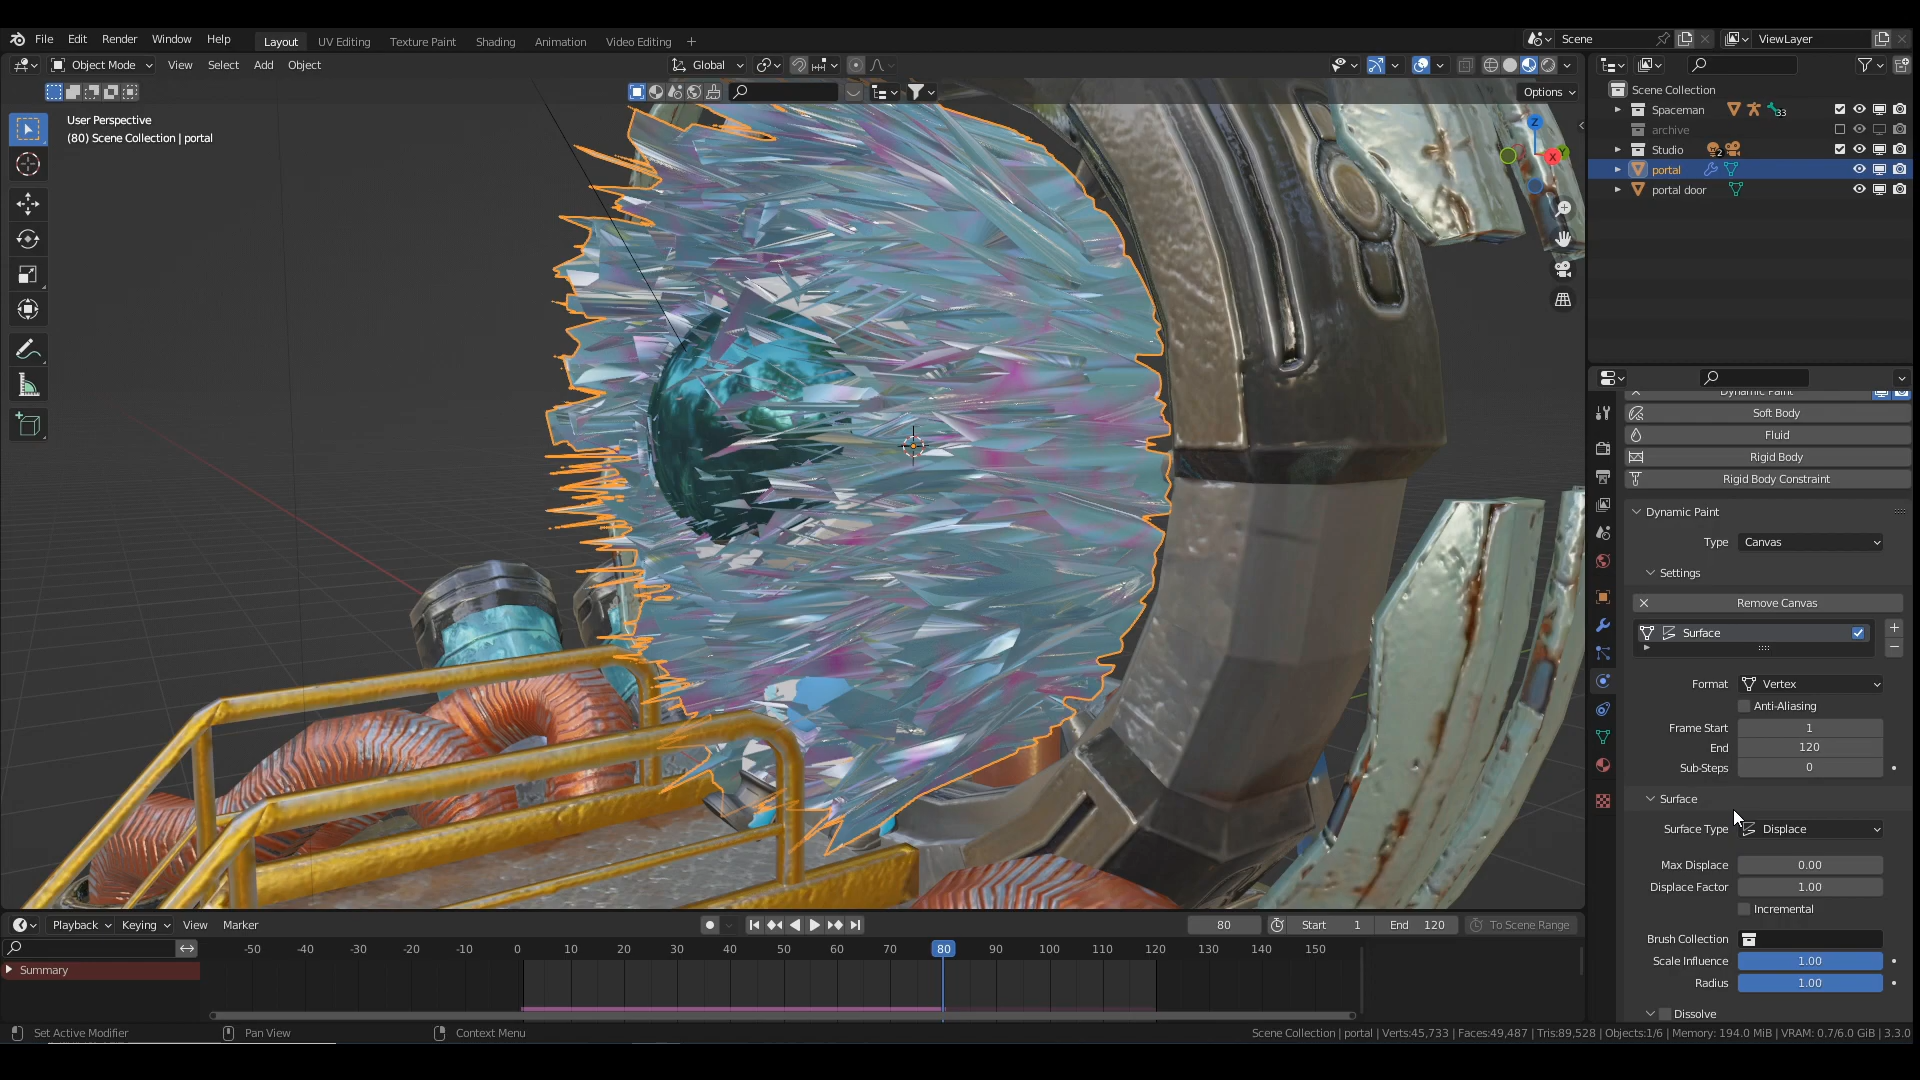 File Edit Render Window Help
Layout UV Editing Texture Paint Shading Animation Video Editing +
Scene
ViewLayer
Object Mode View Select Add Object
Global
Options
User Perspective
(80) Scene Collection | portal
Z
X
Y
Scene Collection
Spaceman
33
archive
Studio
2
portal
portal door
Dynamic Paint
Soft Body
Fluid
Rigid Body
Rigid Body Constraint
Dynamic Paint
Type Canvas
Settings
Remove Canvas
Surface
Format Vertex
Anti-Aliasing
Frame Start 1
End 120
Sub-Steps 0
Surface
Surface Type Displace
Max Displace 0.00
Displace Factor 1.00
Incremental
Brush Collection
Scale Influence 1.00
Radius 1.00
Dissolve
Playback Keying View Marker
80 Start 1 End 120 To Scene Range
-50 -40 -30 -20 -10 0 10 20 30 40 50 60 70 80 90 100 110 120 130 140 150
Summary
Set Active Modifier Pan View Context Menu
Scene Collection | portal | Verts:45,733 | Faces:49,487 | Tris:89,528 | Objects:1/6 | Memory: 194.0 MiB | VRAM: 0.7/6.0 GiB | 3.3.0